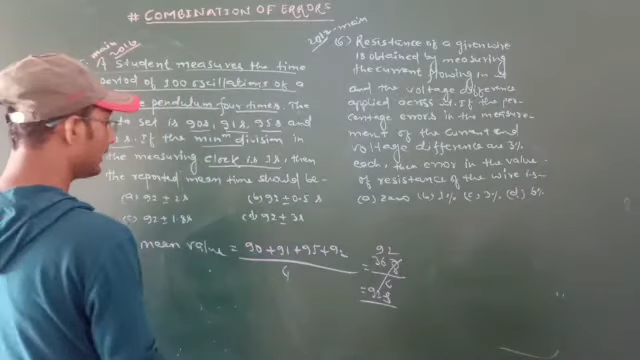 # COMBINATION OF ERRORS
main 2016
A student measures the time
period of 100 oscillations of a
pendulum four times. The
set is 90s, 91s, 95s and
If the minm division in
the measuring clock is 1s, then
the reported mean time should be-
(a) 92 ± 2s (b) 92 ± 0.5 s
(c) 92 ± 1.8s (d) 92 ± 3s
mean value = 90 + 91 + 95 + 92
4
= 92
368
4
= 92s
2012-main
(6) Resistance of a given wire
is obtained by measuring
the current flowing in it
and the voltage difference
applied across it. If the per-
centage errors in the measure-
ment of the current and
voltage difference are 3%
each, then error in the value
of resistance of the wire is-
(a) zero (b) 1% (c) 3% (d) 6%